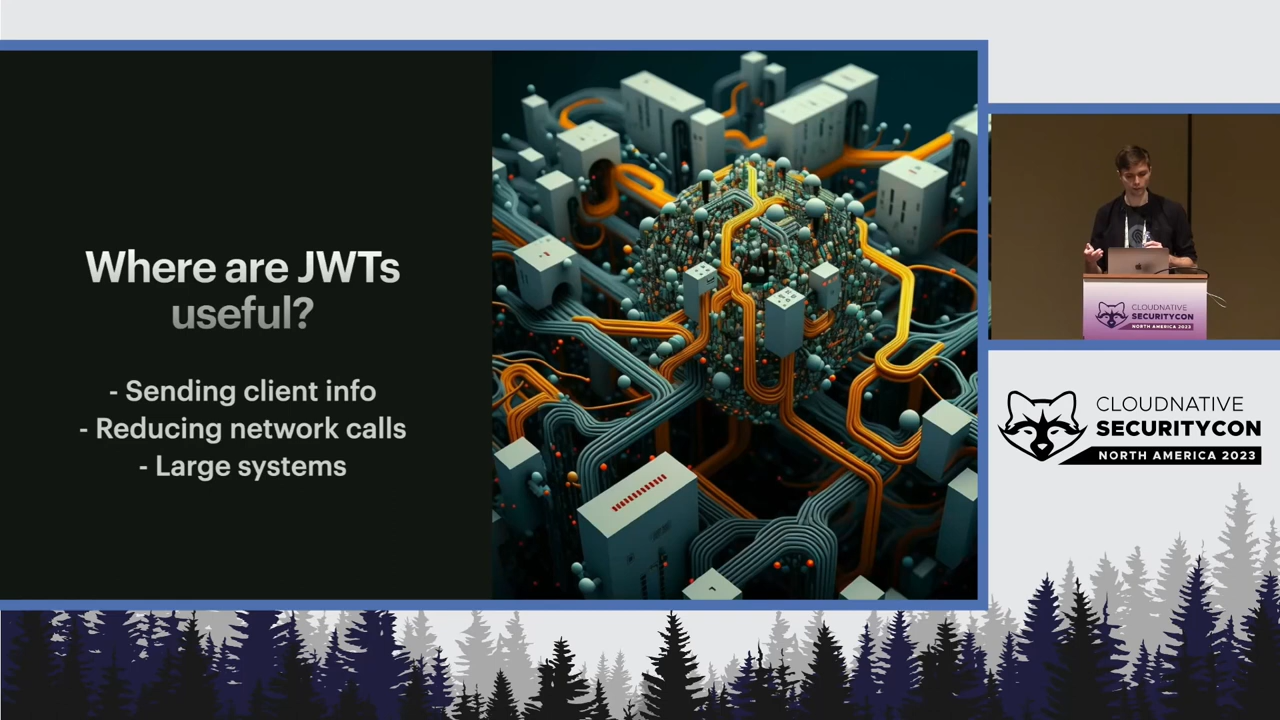 Where are JWTs
useful?
- Sending client info
- Reducing network calls
- Large systems
CLOUDNATIVE
SECURITYCON
NORTH AMERICA 2023
CLOUDNATIVE
SECURITYCON
NORTH AMERICA 2023